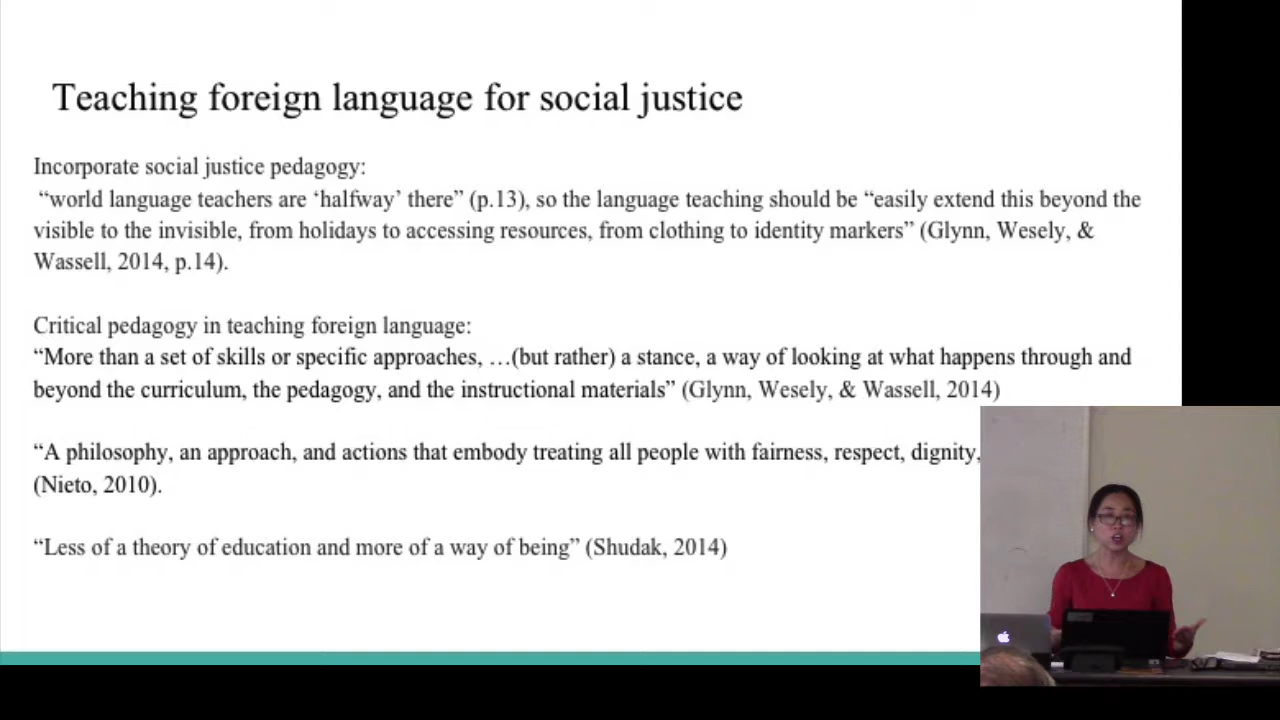 Teaching foreign language for social justice
Incorporate social justice pedagogy:
“world language teachers are ‘halfway’ there” (p.13), so the language teaching should be “easily extend this beyond the
visible to the invisible, from holidays to accessing resources, from clothing to identity markers” (Glynn, Wesely, &
Wassell, 2014, p.14).
Critical pedagogy in teaching foreign language:
“More than a set of skills or specific approaches, …(but rather) a stance, a way of looking at what happens through and
beyond the curriculum, the pedagogy, and the instructional materials” (Glynn, Wesely, & Wassell, 2014)
“A philosophy, an approach, and actions that embody treating all people with fairness, respect, dignity,
(Nieto, 2010).
“Less of a theory of education and more of a way of being” (Shudak, 2014)